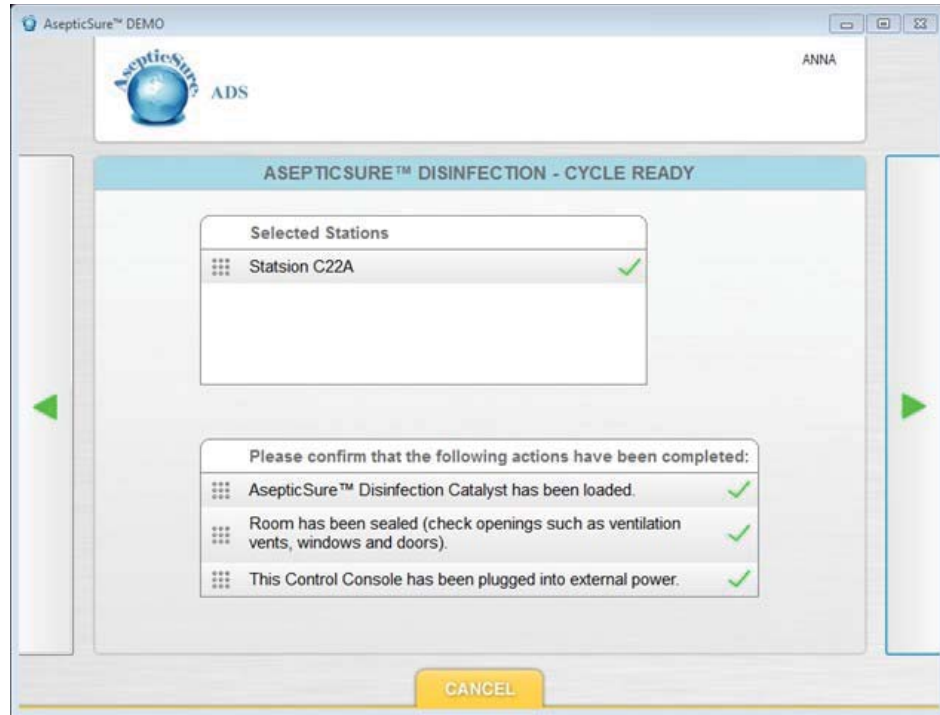 AsepticSure™ DEMO
AsepticSure
ADS
ANNA
ASEPTICSURE™ DISINFECTION - CYCLE READY
Selected Stations
Statsion C22A
Please confirm that the following actions have been completed:
AsepticSure™ Disinfection Catalyst has been loaded.
Room has been sealed (check openings such as ventilation
vents, windows and doors).
This Control Console has been plugged into external power.
CANCEL